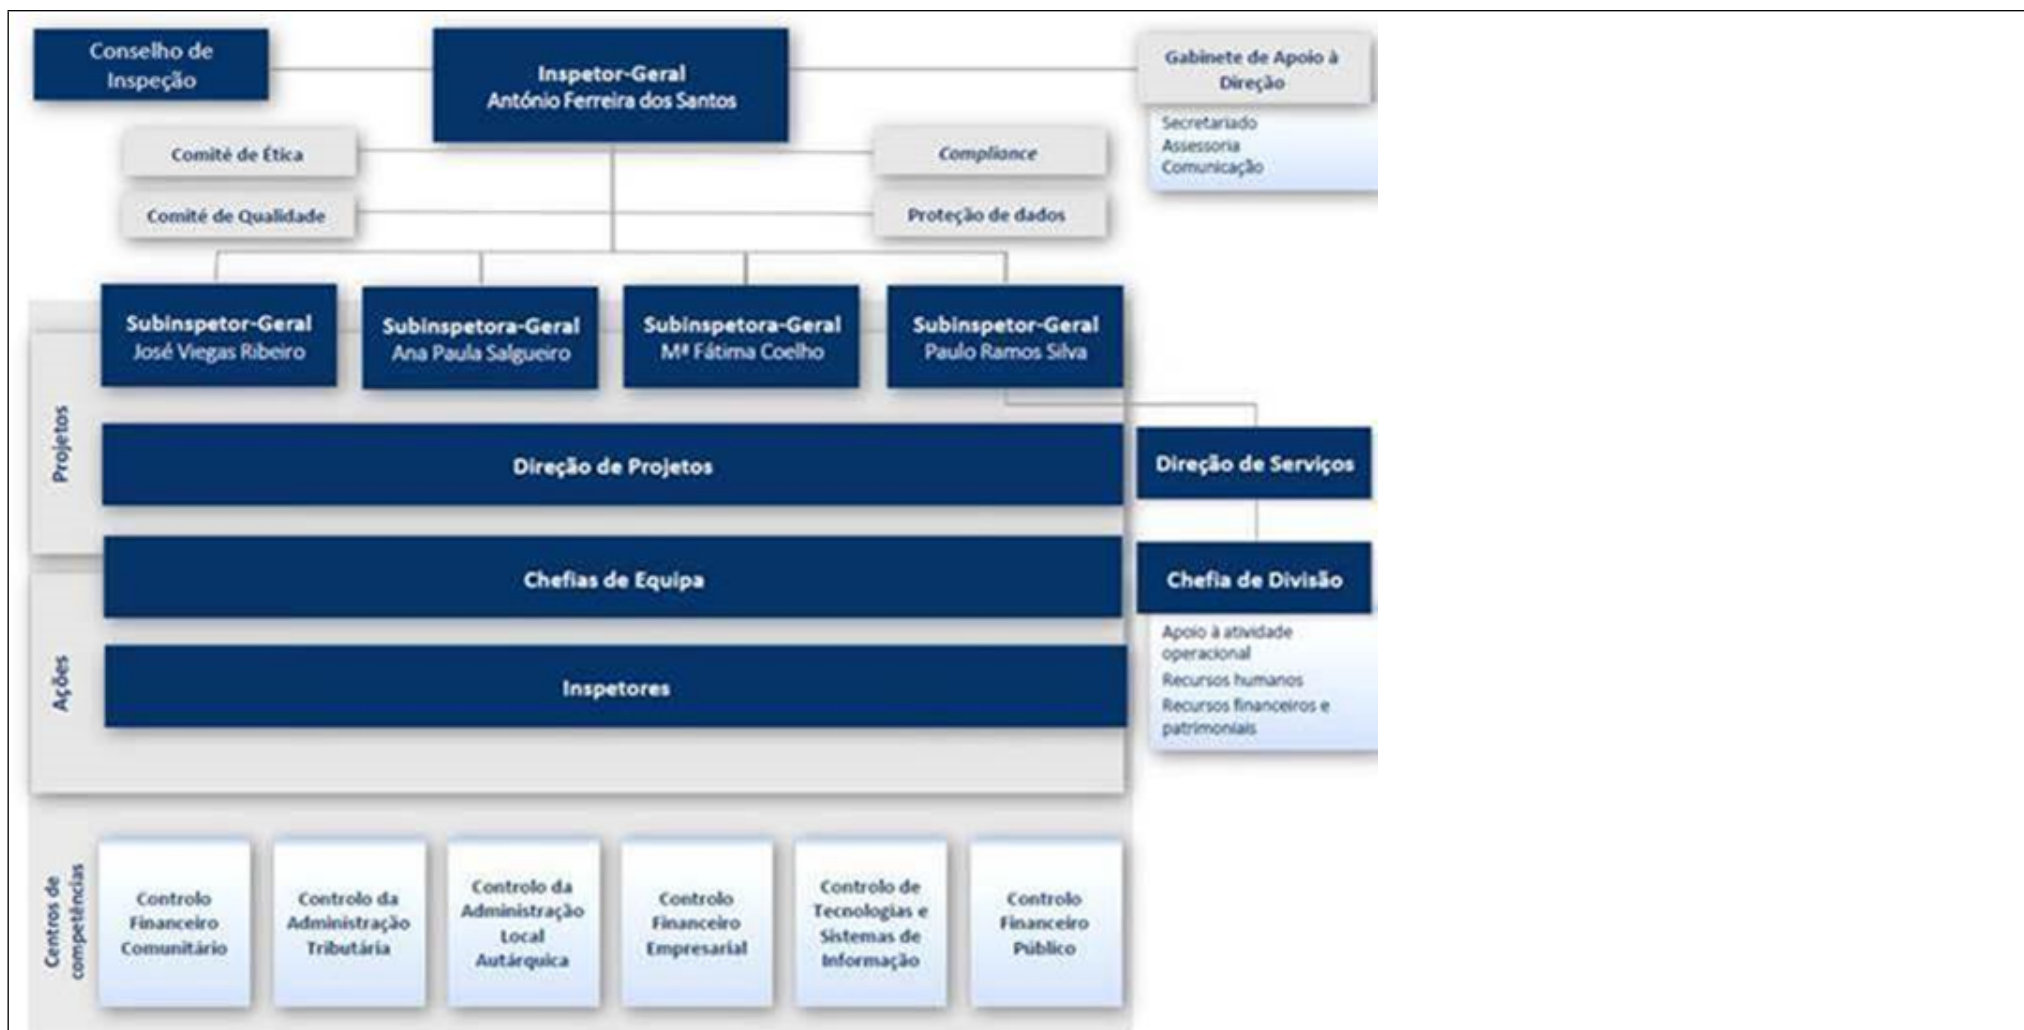 Conselho de
Inspeção
Inspetor-Geral
António Ferreira dos Santos
Gabinete de Apoio à
Direção
Secretariado
Assessoria
Comunicação
Comité de Ética
Compliance
Comité de Qualidade
Proteção de dados
Subinspetor-Geral
José Viegas Ribeiro
Subinspetora-Geral
Ana Paula Salgueiro
Subinspetora-Geral
Mª Fátima Coelho
Subinspetor-Geral
Paulo Ramos Silva
Projetos
Direção de Projetos
Direção de Serviços
Chefias de Equipa
Chefia de Divisão
Apoio à atividade
operacional
Recursos humanos
Recursos financeiros e
patrimoniais
Ações
Inspetores
Centros de
competências
Controlo
Financeiro
Comunitário
Controlo da
Administração
Tributária
Controlo da
Administração
Local
Autárquica
Controlo
Financeiro
Empresarial
Controlo de
Tecnologias e
Sistemas de
Informação
Controlo
Financeiro
Público